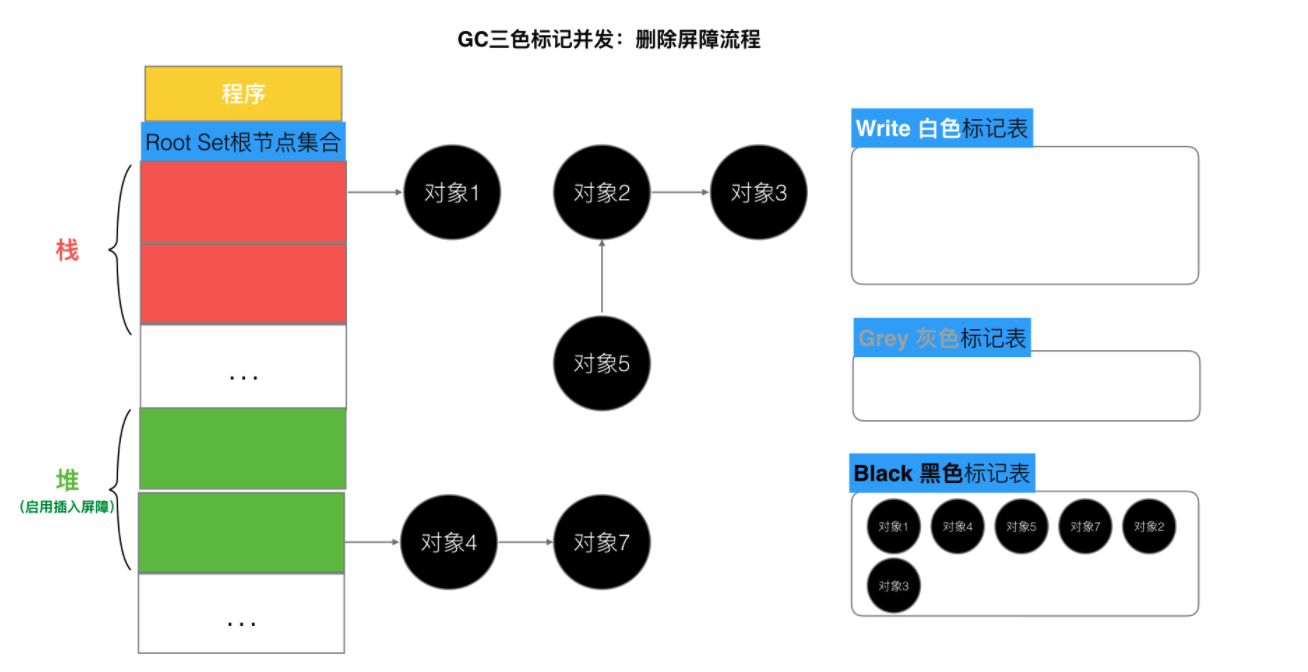 GC三色标记并发：删除屏障流程
程序
Root Set根节点集合
栈
...
堆
（启用插入屏障）
...
对象1
对象2
对象3
对象5
对象4
对象7
Write 白色标记表
Grey 灰色标记表
Black 黑色标记表
对象1 对象4 对象5 对象7 对象2
对象3